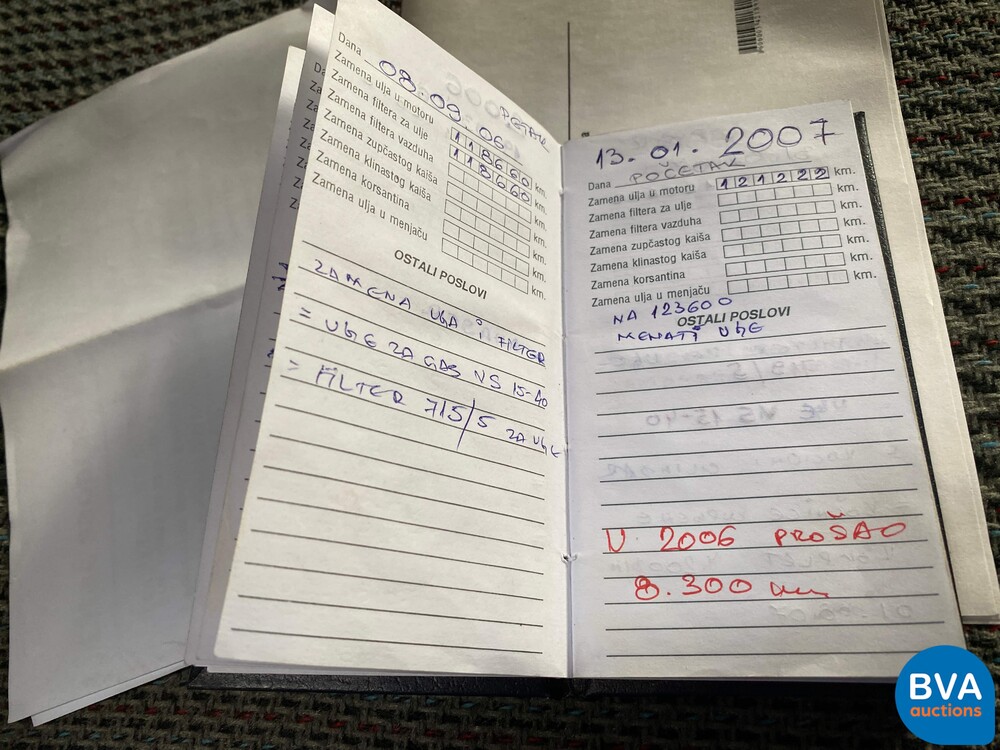 PETAK
Dana 08.09.06
Zamena ulja u motoru 118660 km.
Zamena filtera za ulje 118660 km.
Zamena filtera vazduha km.
Zamena zupčastog kaiša km.
Zamena klinastog kaiša km.
Zamena korsantina km.
Zamena ulja u menjaču km.
OSTALI POSLOVI
ZAMENA ULJA i FILTER
= ULJE ZA GAS VS 15-40
= FILTER 715/5 ZA ULJE
13.01. 2007
Dana POČETAK
Zamena ulja u motoru 121222 km.
Zamena filtera za ulje km.
Zamena filtera vazduha km.
Zamena zupčastog kaiša km.
Zamena klinastog kaiša km.
Zamena korsantina km.
Zamena ulja u menjaču km.
NA 123600
OSTALI POSLOVI
MENATI ULJE
U 2006 PROŠAO
8.300 km
BVA
auctions